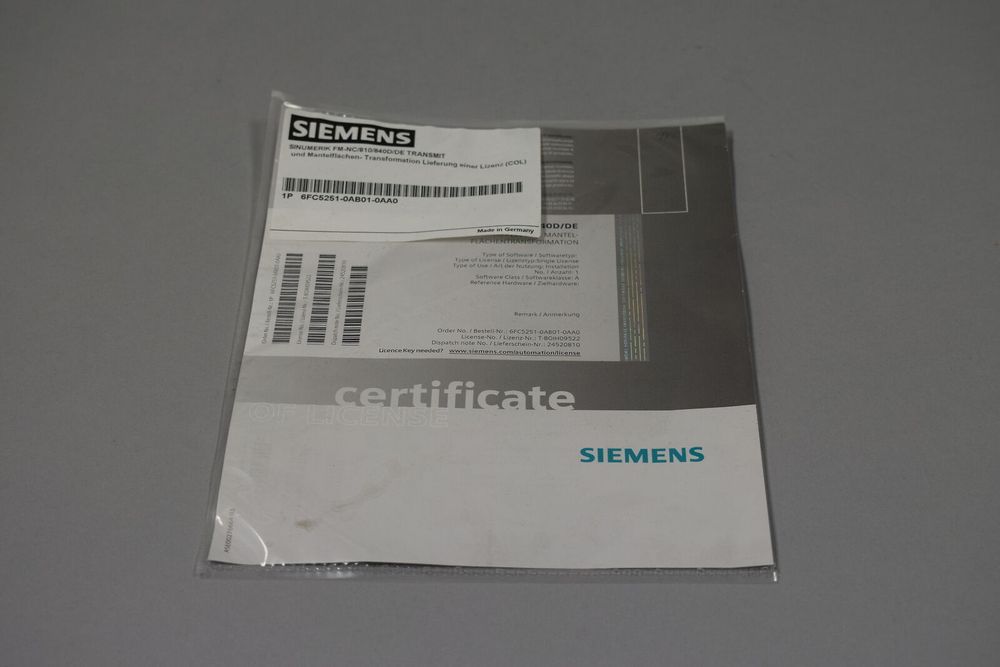 SIEMENS
SINUMERIK FM-NC/810/840D/DE TRANSMIT
und Mantelflächen- Transformation Lieferung einer Lizenz (COL)
1P 6FC5251-0AB01-0AA0
Made in Germany
40D/DE
MANTEL-
FLÄCHENTRANSFORMATION
Type of Software / Softwaretyp:
Type of License / Lizenztyp:Single License
Type of Use / Art der Nutzung: Installation
No. / Anzahl: 1
Software Class / Softwareklasse: A
Reference Hardware / Zielhardware:
Remark / Anmerkung
Order No. / Bestell-Nr.: 6FC5251-0AB01-0AA0
License-No. / Lizenz-Nr.:
Dispatch note No. / Lieferschein-Nr.: 24520810
Licence Key needed? www.siemens.com/automation/license
certificate
OF LICENSE
SIEMENS